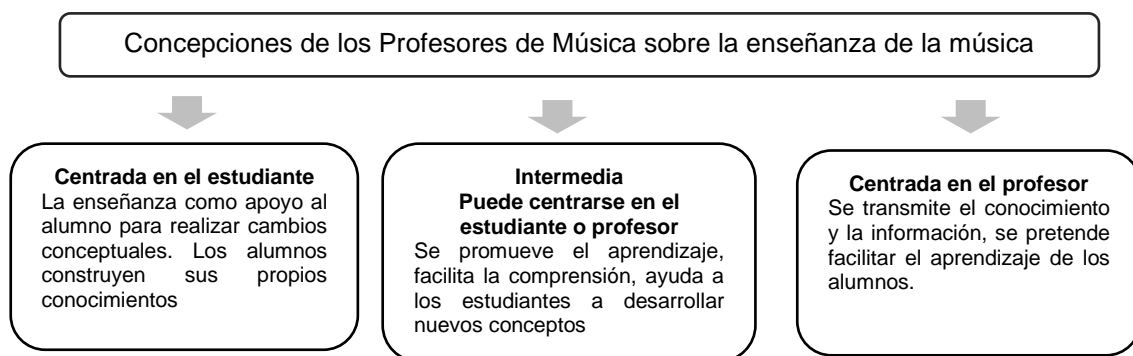 Concepciones de los Profesores de Música sobre la enseñanza de la música
Centrada en el estudiante
La enseñanza como apoyo al
alumno para realizar cambios
conceptuales. Los alumnos
construyen sus propios
conocimientos
Intermedia
Puede centrarse en el
estudiante o profesor
Se promueve el aprendizaje,
facilita la comprensión, ayuda a
los estudiantes a desarrollar
nuevos conceptos
Centrada en el profesor
Se transmite el conocimiento
y la información, se pretende
facilitar el aprendizaje de los
alumnos.